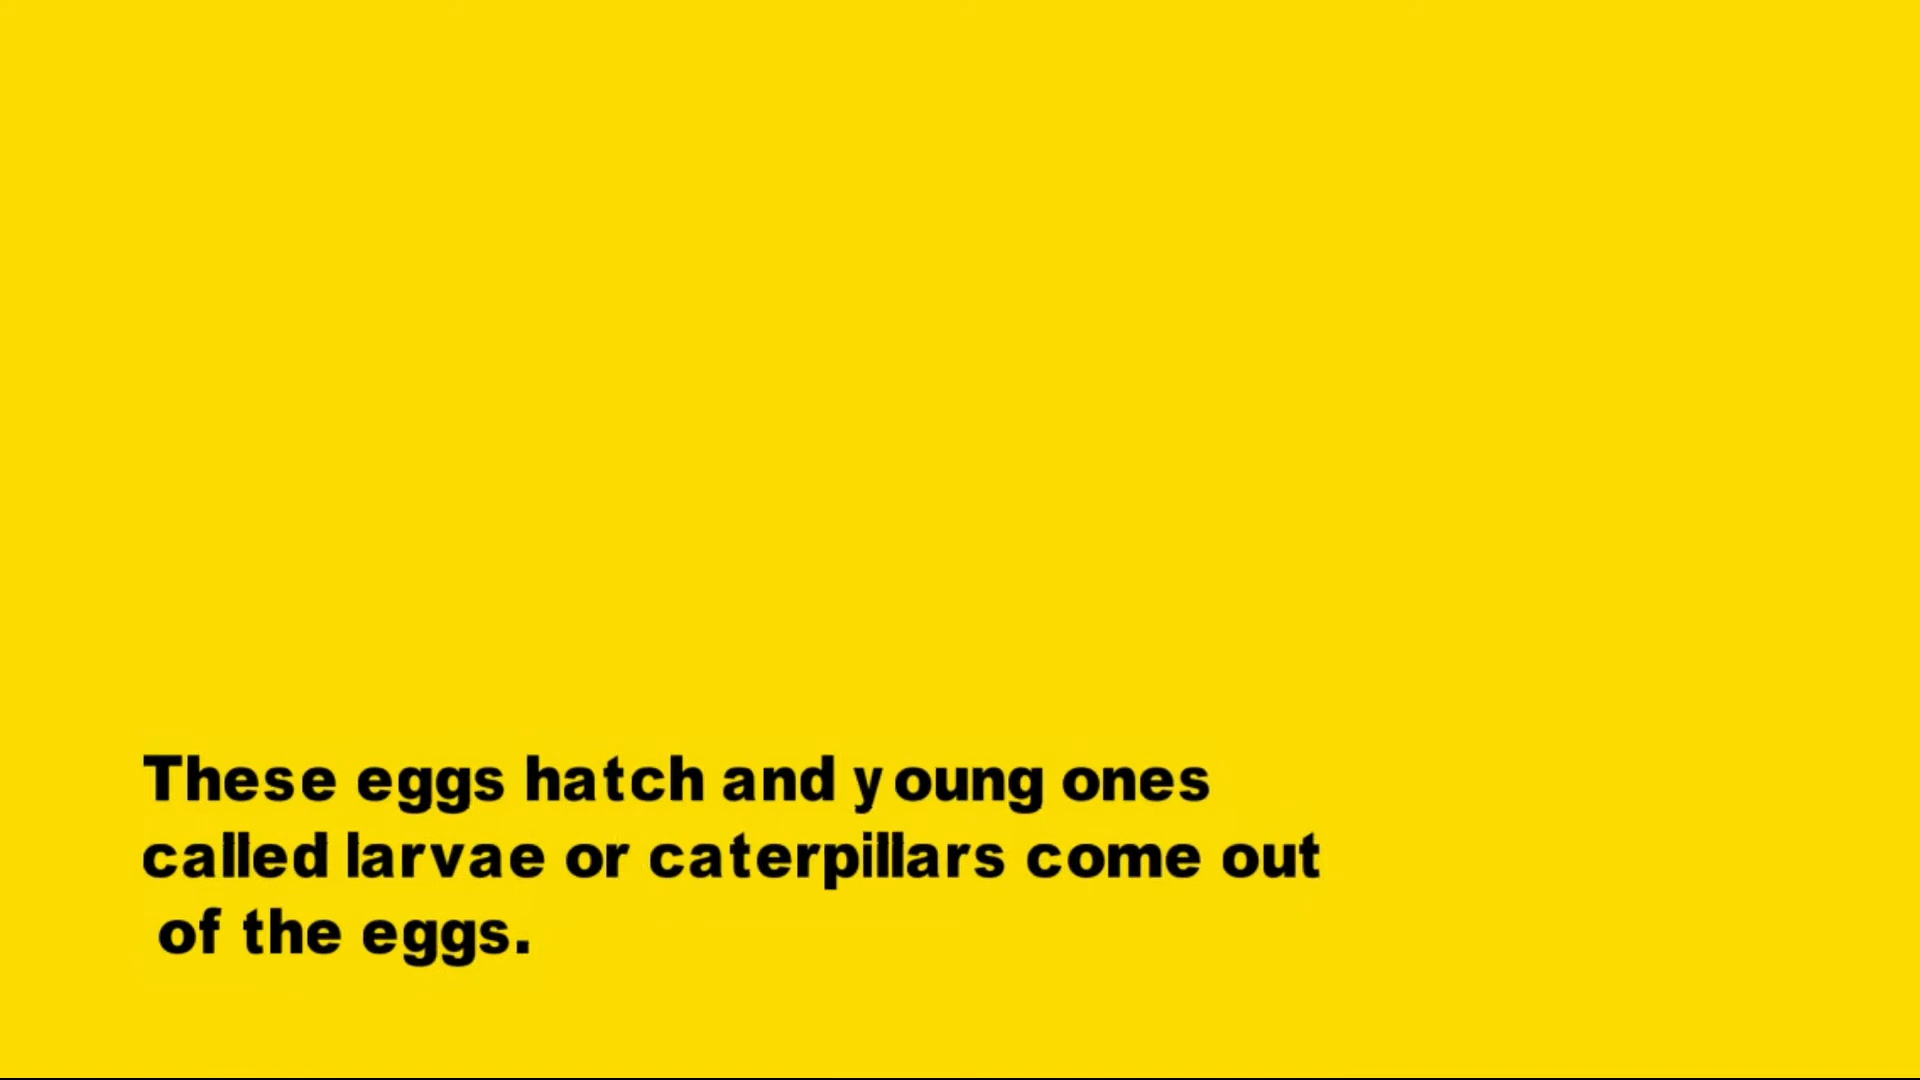 These eggs hatch and young ones
called larvae or caterpillars come out
of the eggs.